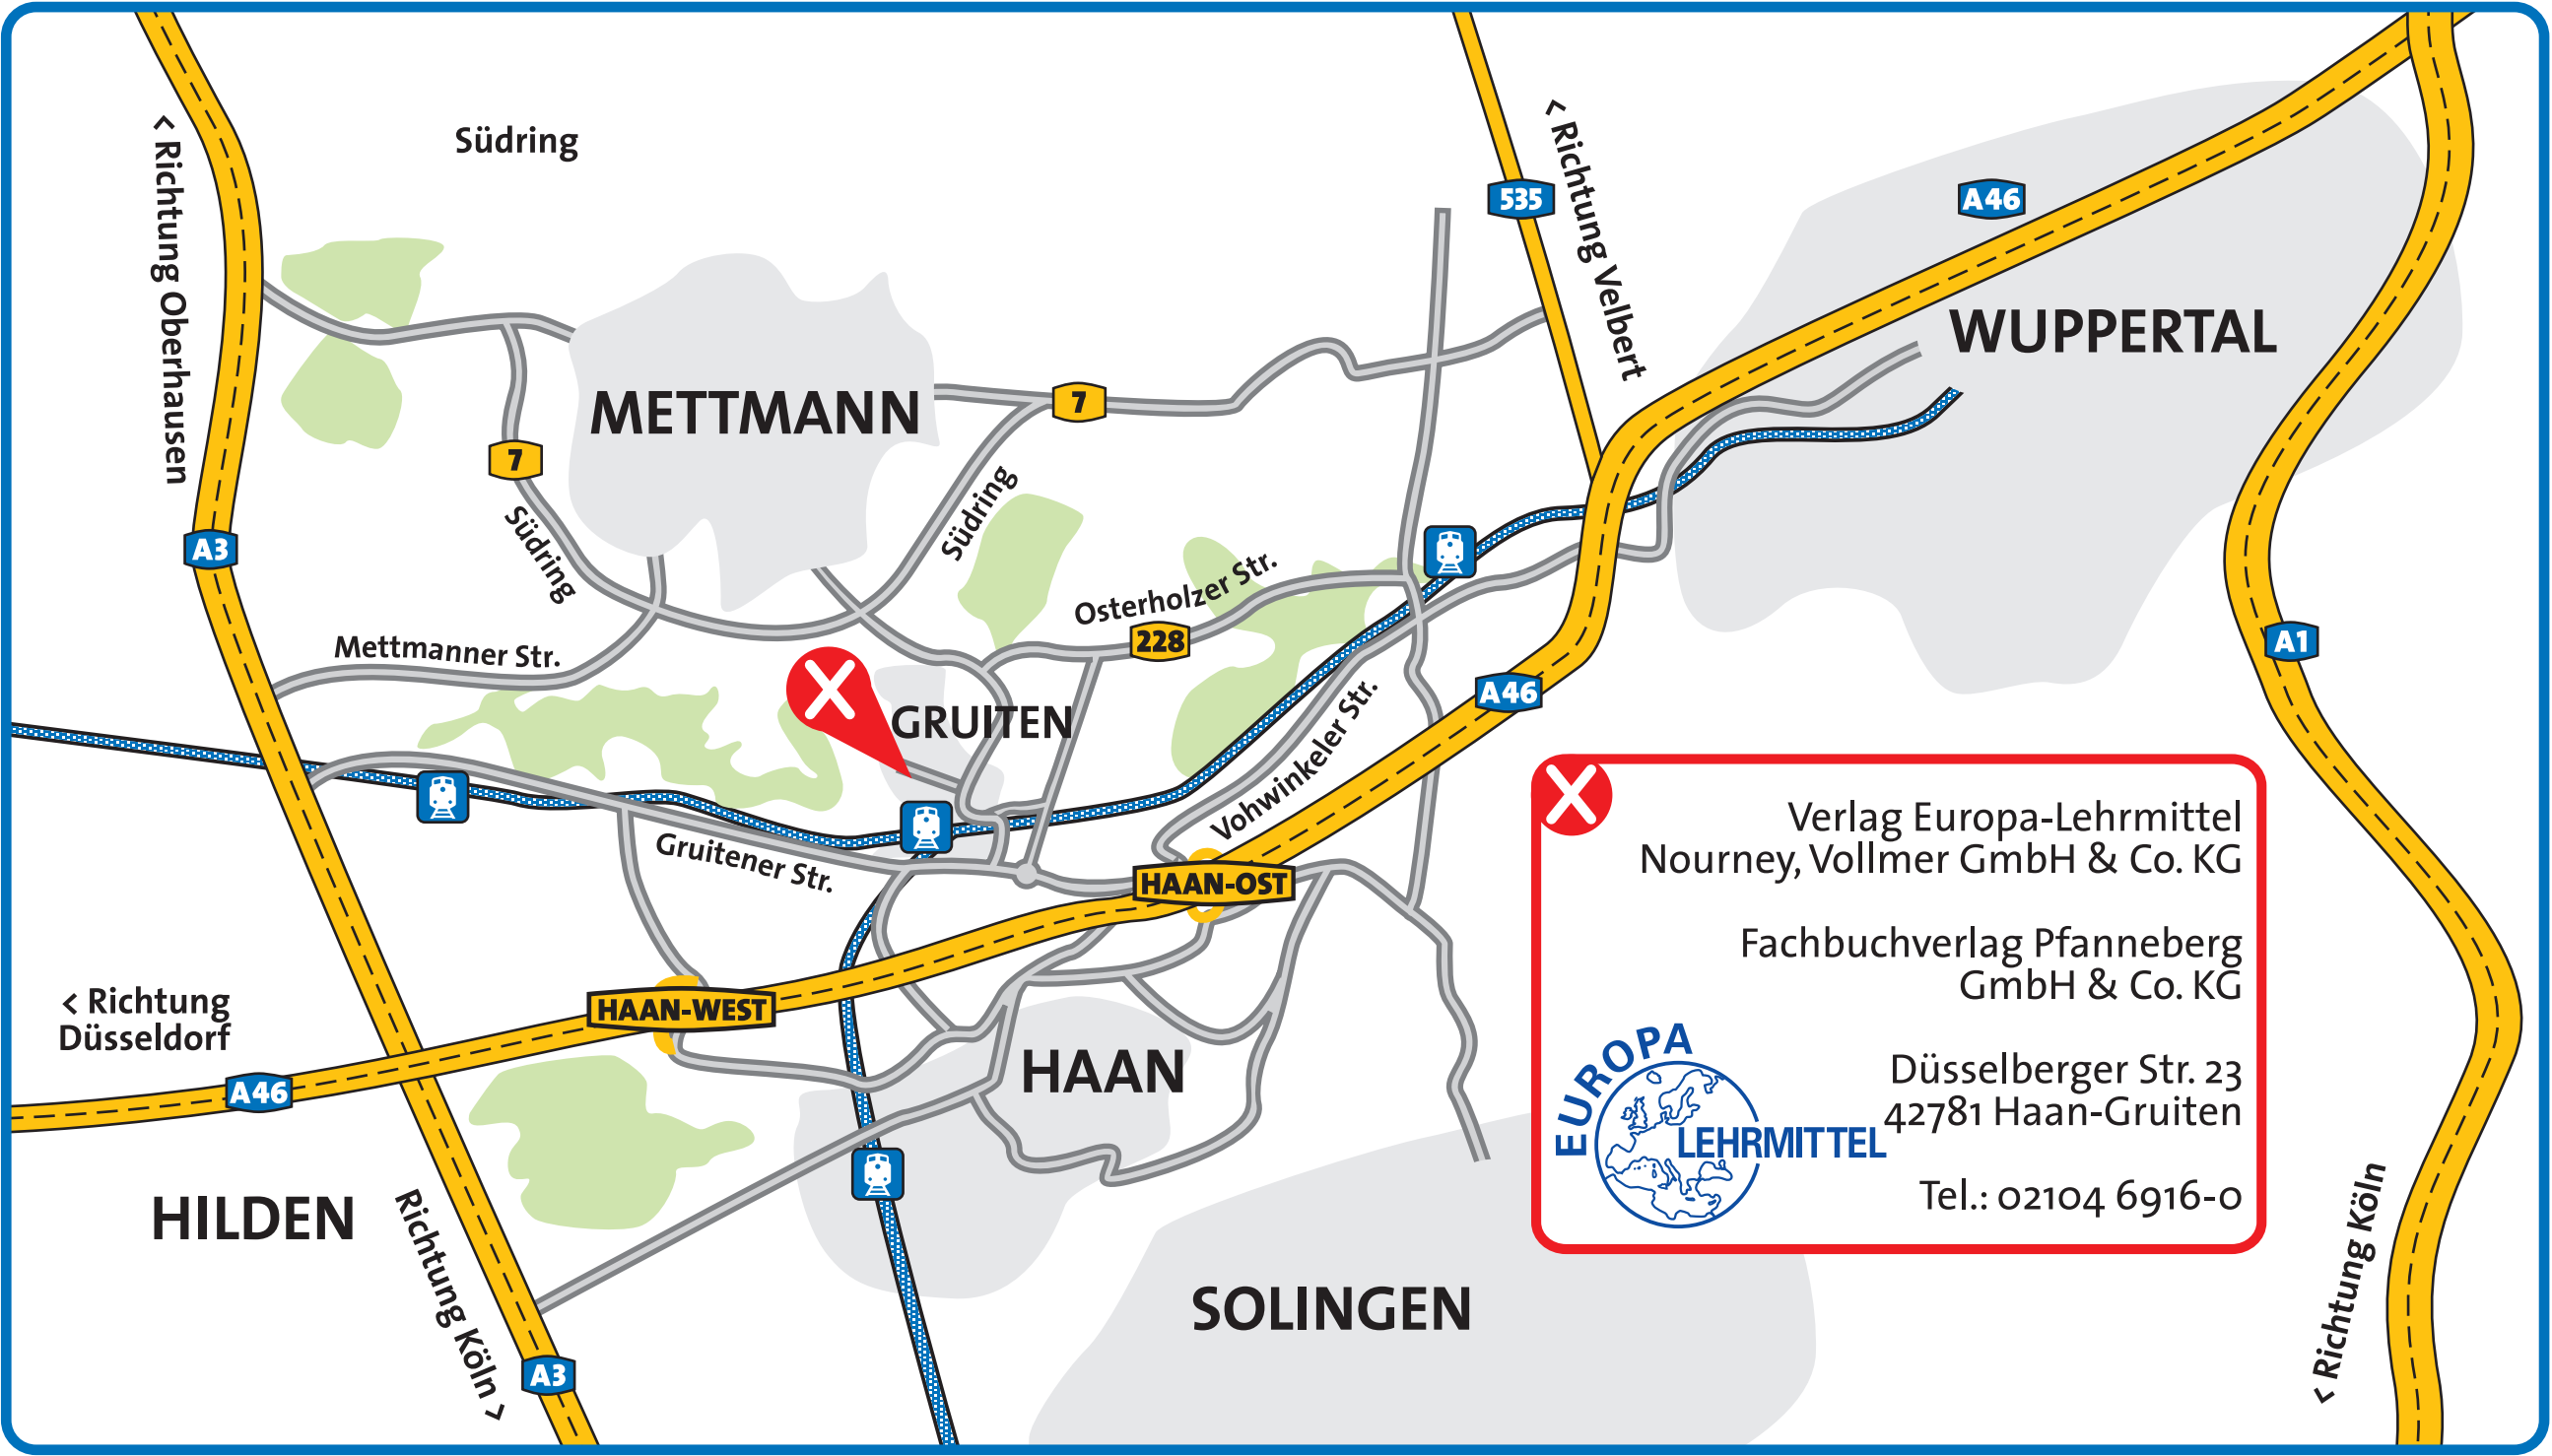 < Richtung Oberhausen
Südring
535
< Richtung Velbert
A46
WUPPERTAL
METTMANN
7
7
Südring
Südring
A3
Osterholzer Str.
228
Mettmanner Str.
A1
A46
GRUITEN
Vohwinkeler Str.
Gruitener Str.
HAAN-OST
HAAN-WEST
< Richtung
Düsseldorf
A46
HAAN
HILDEN
Richtung Köln >
A3
SOLINGEN
Verlag Europa-Lehrmittel
Nourney, Vollmer GmbH & Co. KG
Fachbuchverlag Pfanneberg
GmbH & Co. KG
Düsselberger Str. 23
42781 Haan-Gruiten
Tel.: 02104 6916-0
EUROPA
LEHRMITTEL
< Richtung Köln